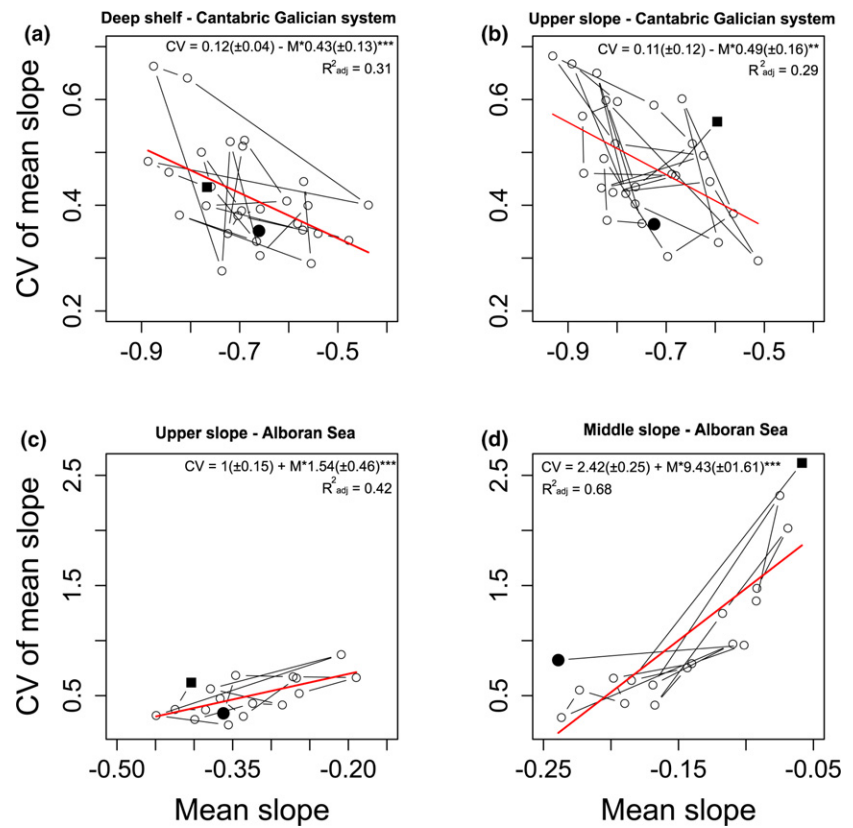 (a) Deep shelf - Cantabric Galician system
CV = 0.12(±0.04) - M*0.43(±0.13)***
R²adj = 0.31
CV of mean slope
0.6
0.4
0.2
-0.9 -0.7 -0.5
(b) Upper slope - Cantabric Galician system
CV = 0.11(±0.12) - M*0.49(±0.16)**
R²adj = 0.29
0.6
0.4
0.2
-0.9 -0.7 -0.5
(c) Upper slope - Alboran Sea
CV = 1(±0.15) + M*1.54(±0.46)***
R²adj = 0.42
CV of mean slope
2.5
1.5
0.5
-0.50 -0.35 -0.20
Mean slope
(d) Middle slope - Alboran Sea
CV = 2.42(±0.25) + M*9.43(±01.61)***
R²adj = 0.68
2.5
1.5
0.5
-0.25 -0.15 -0.05
Mean slope